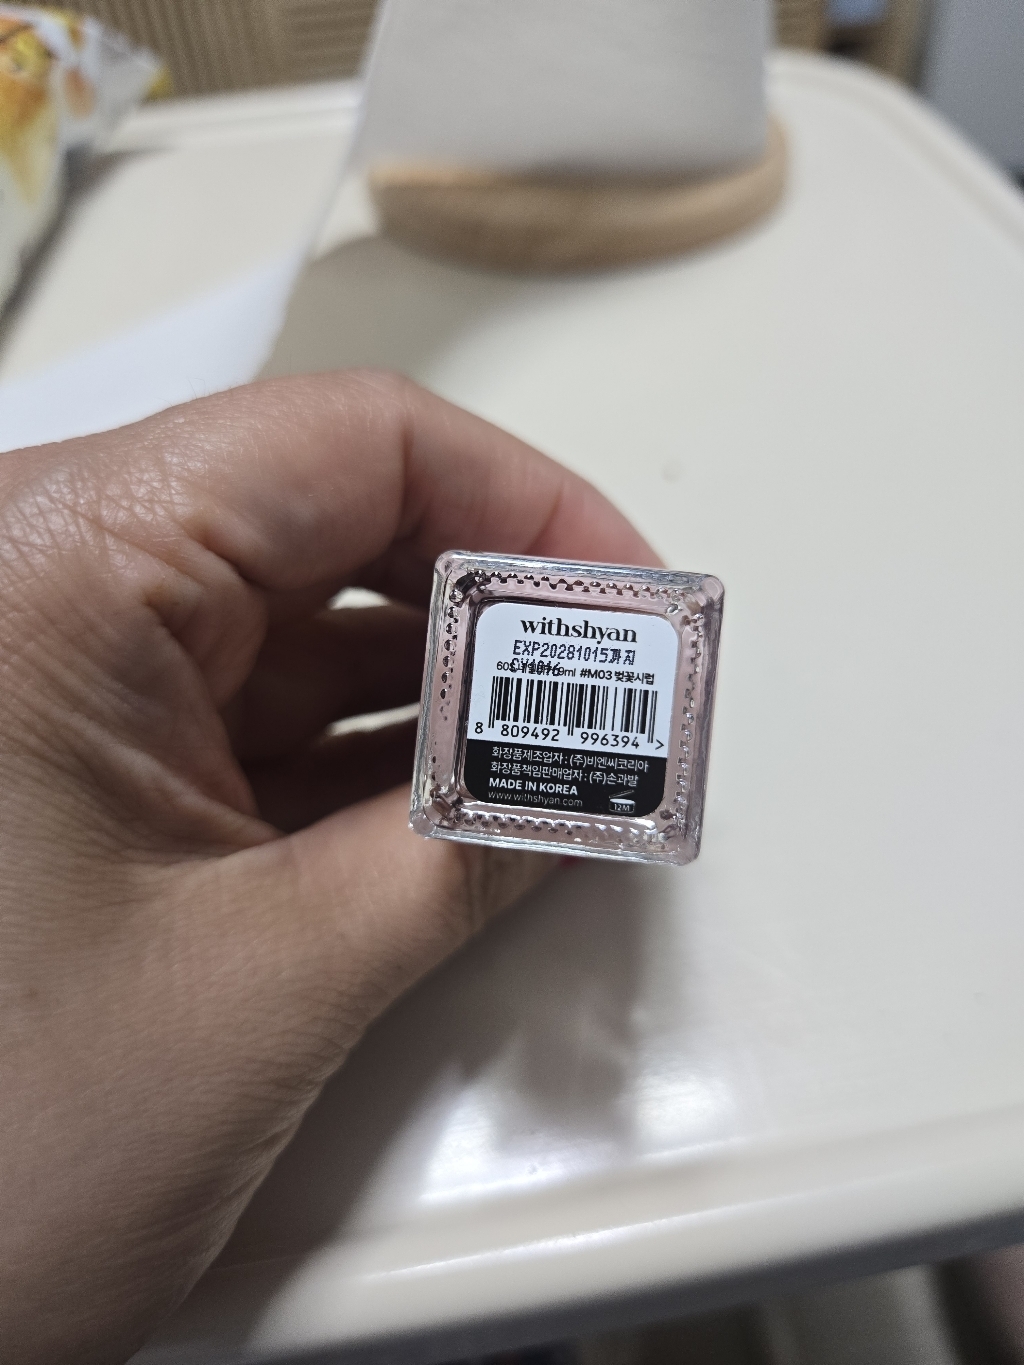 withshyan
EXP20281015까지
#M03 벚꽃시럽
8 809492 996394 >
화장품제조업자 : (주)비엔씨코리아
화장품책임판매업자 : (주)손과발
MADE IN KOREA
www.withshyan.com
12M